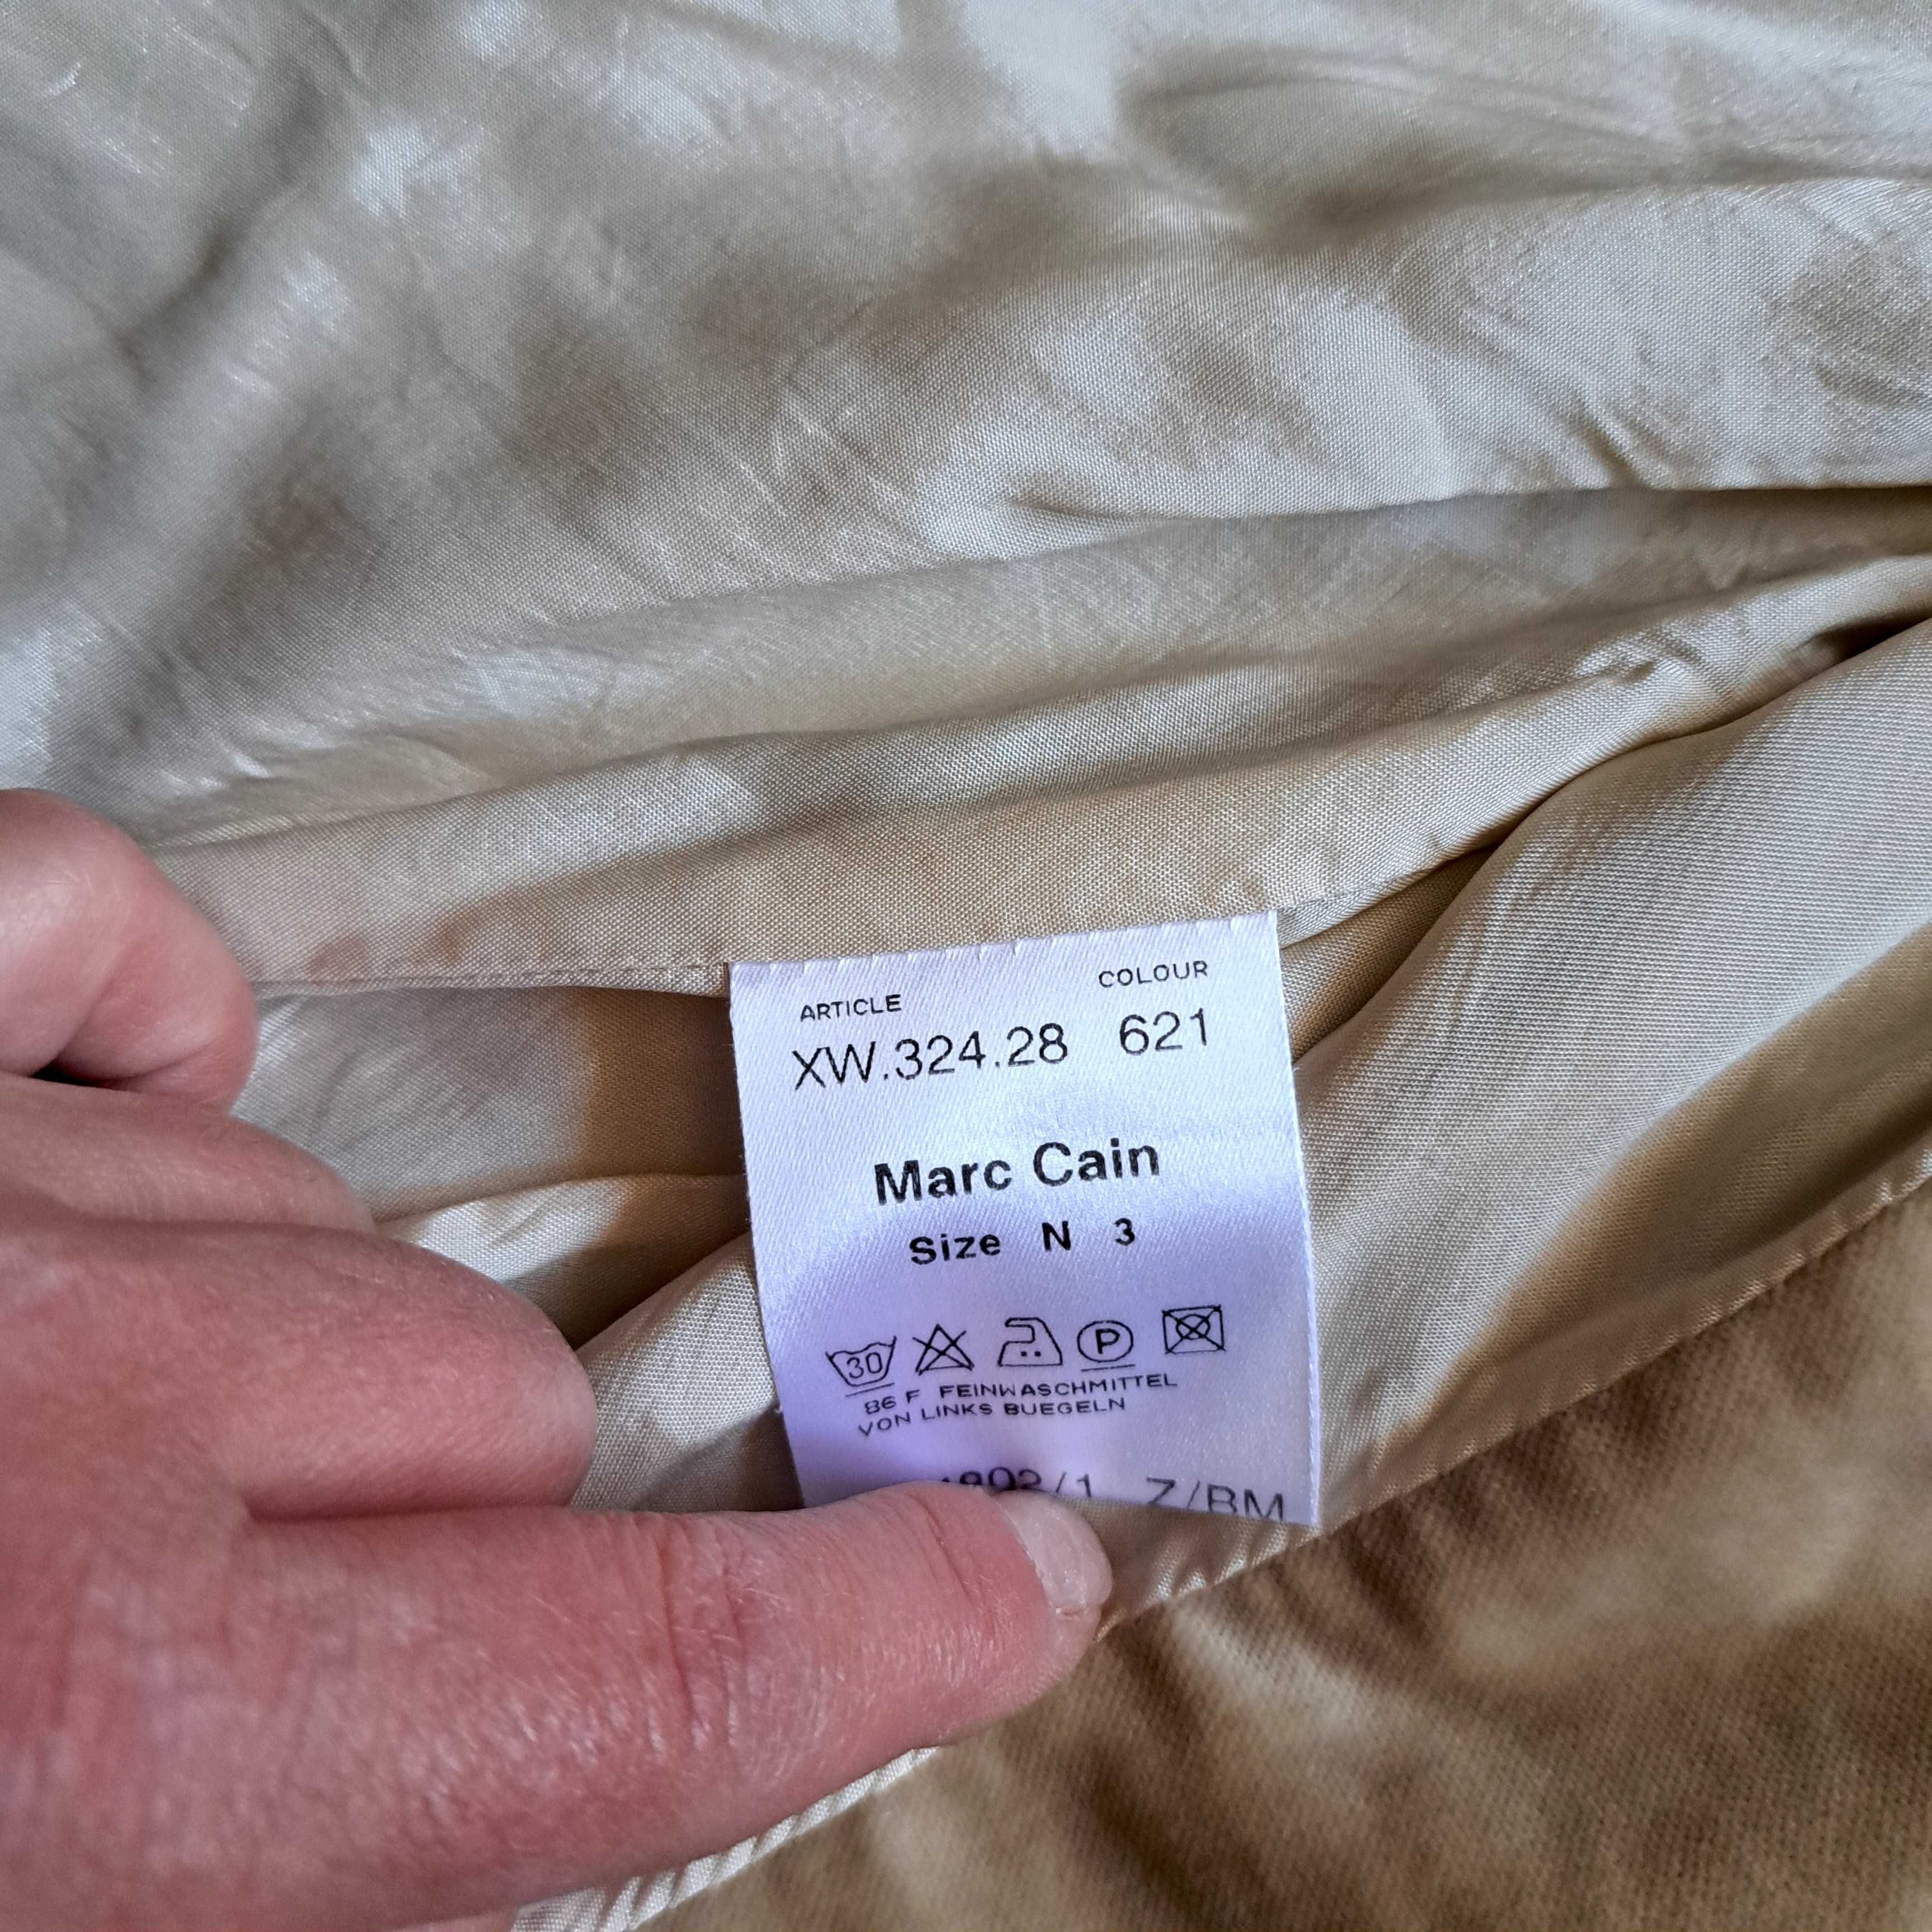 ARTICLE COLOUR
XW.324.28 621
Marc Cain
Size N 3
30 P
86 F FEINWASCHMITTEL
VON LINKS BUEGELN
Z/BM